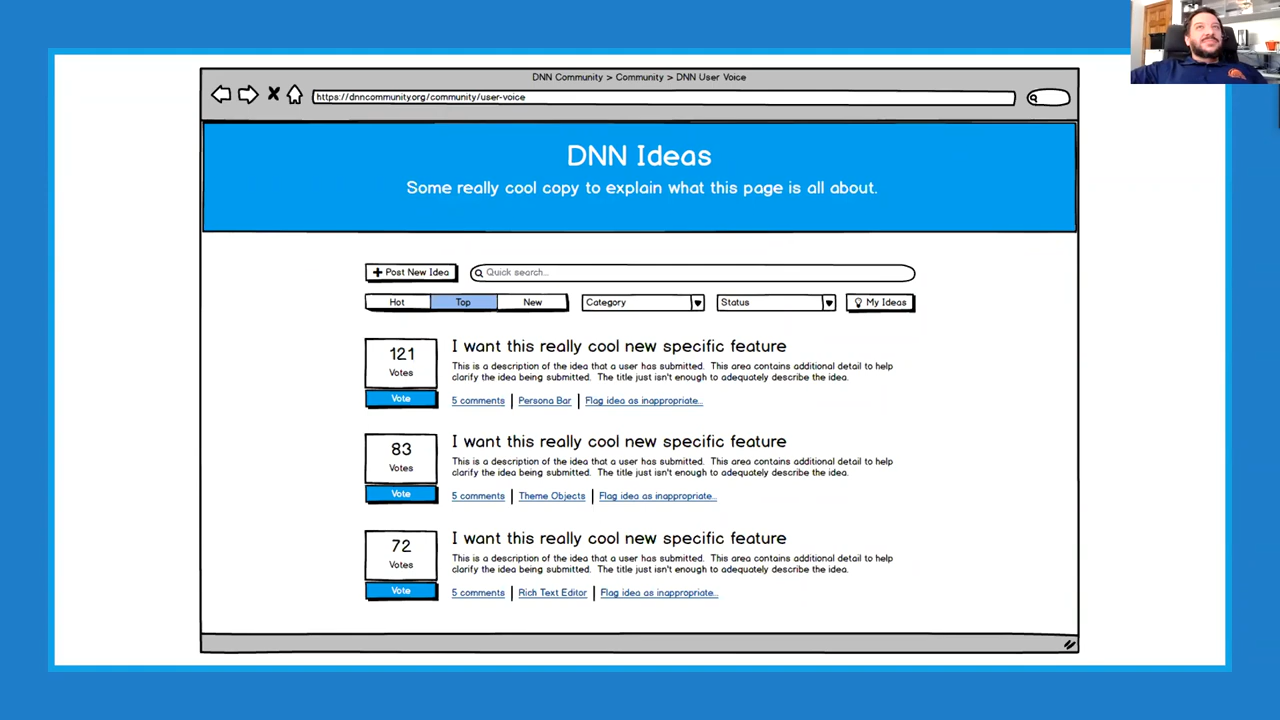 DNN Community > Community > DNN User Voice
https://dnncommunity.org/community/user-voice
DNN Ideas
Some really cool copy to explain what this page is all about.
Post New Idea
Quick search...
Hot Top New Category Status My Ideas
121
Votes
Vote
I want this really cool new specific feature
This is a description of the idea that a user has submitted. This area contains additional detail to help
clarify the idea being submitted. The title just isn't enough to adequately describe the idea.
5 comments | Persona Bar | Flag idea as inappropriate...
83
Votes
Vote
I want this really cool new specific feature
This is a description of the idea that a user has submitted. This area contains additional detail to help
clarify the idea being submitted. The title just isn't enough to adequately describe the idea.
5 comments | Theme Objects | Flag idea as inappropriate...
72
Votes
Vote
I want this really cool new specific feature
This is a description of the idea that a user has submitted. This area contains additional detail to help
clarify the idea being submitted. The title just isn't enough to adequately describe the idea.
5 comments | Rich Text Editor | Flag idea as inappropriate...